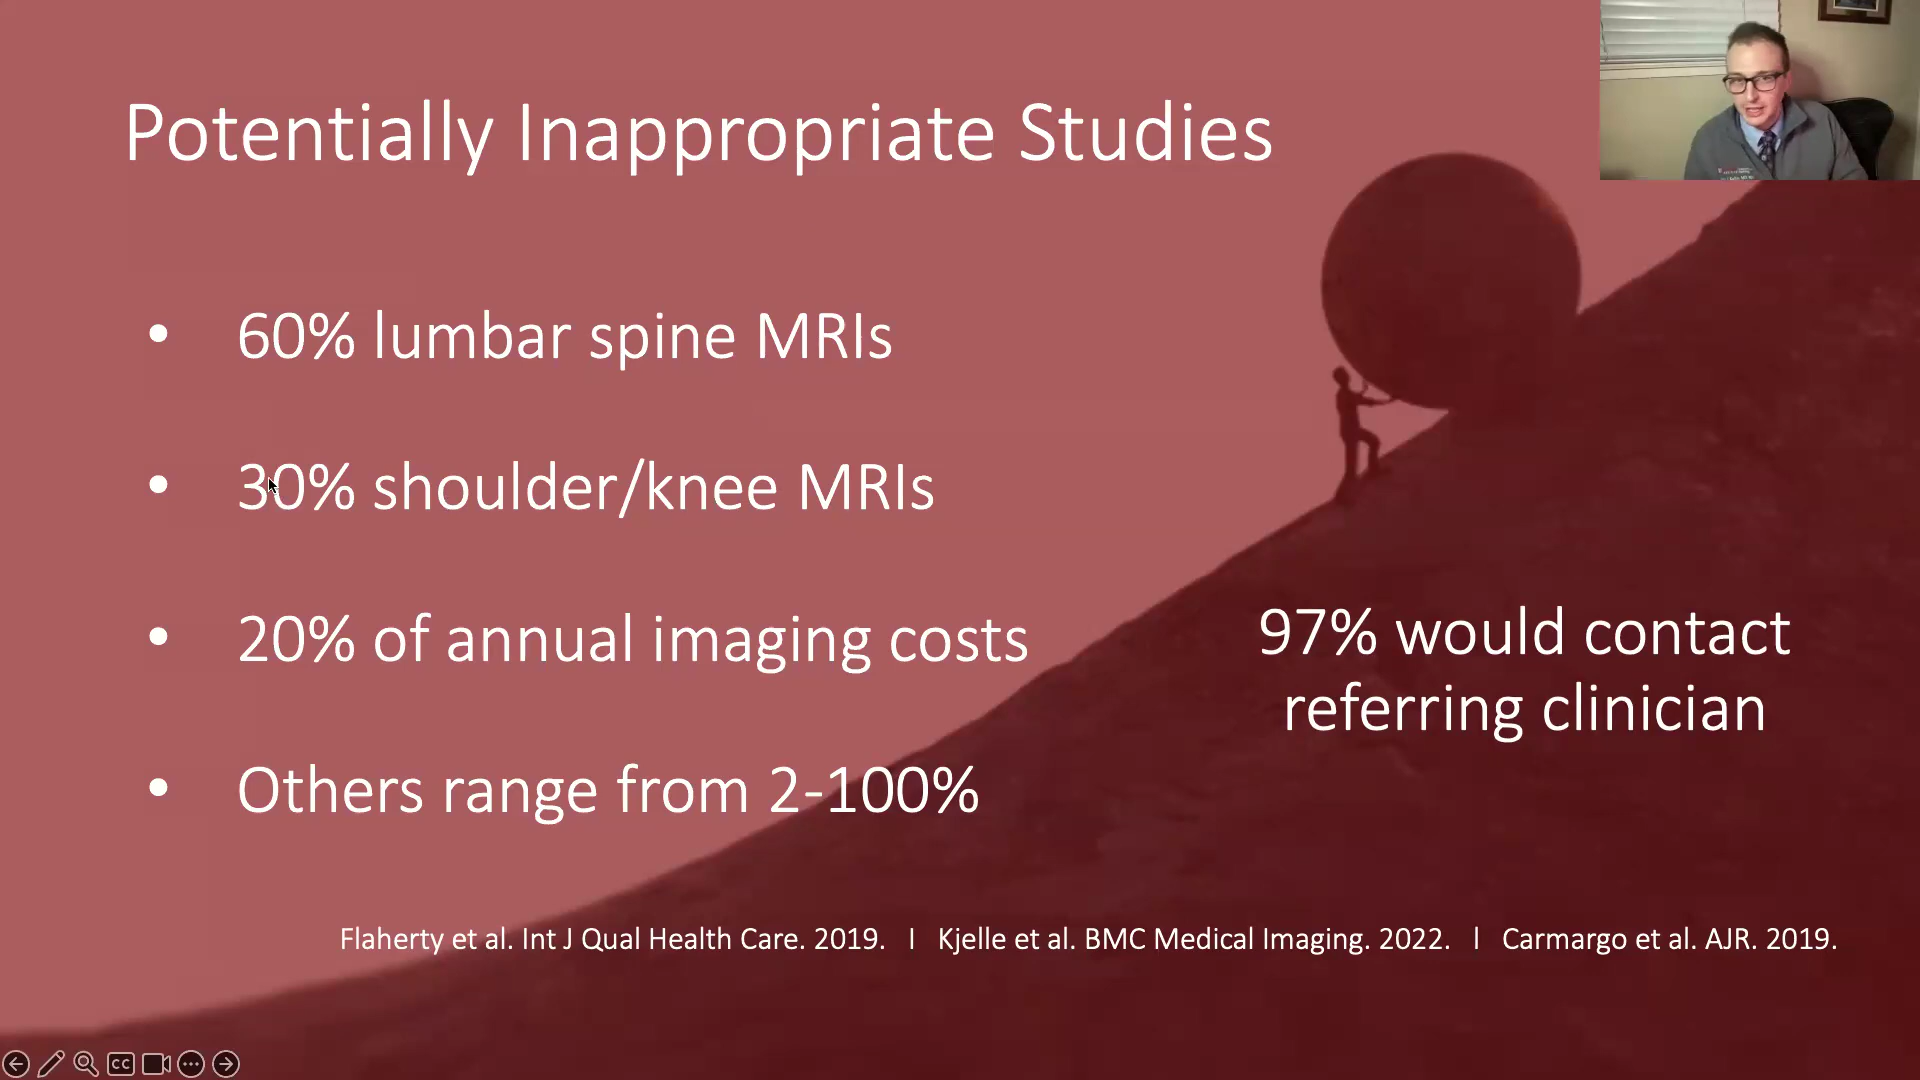 Potentially Inappropriate Studies
• 60% lumbar spine MRIs
• 30% shoulder/knee MRIs
• 20% of annual imaging costs
• Others range from 2-100%
97% would contact
referring clinician
Flaherty et al. Int J Qual Health Care. 2019. I Kjelle et al. BMC Medical Imaging. 2022. l Carmargo et al. AJR. 2019.
CC